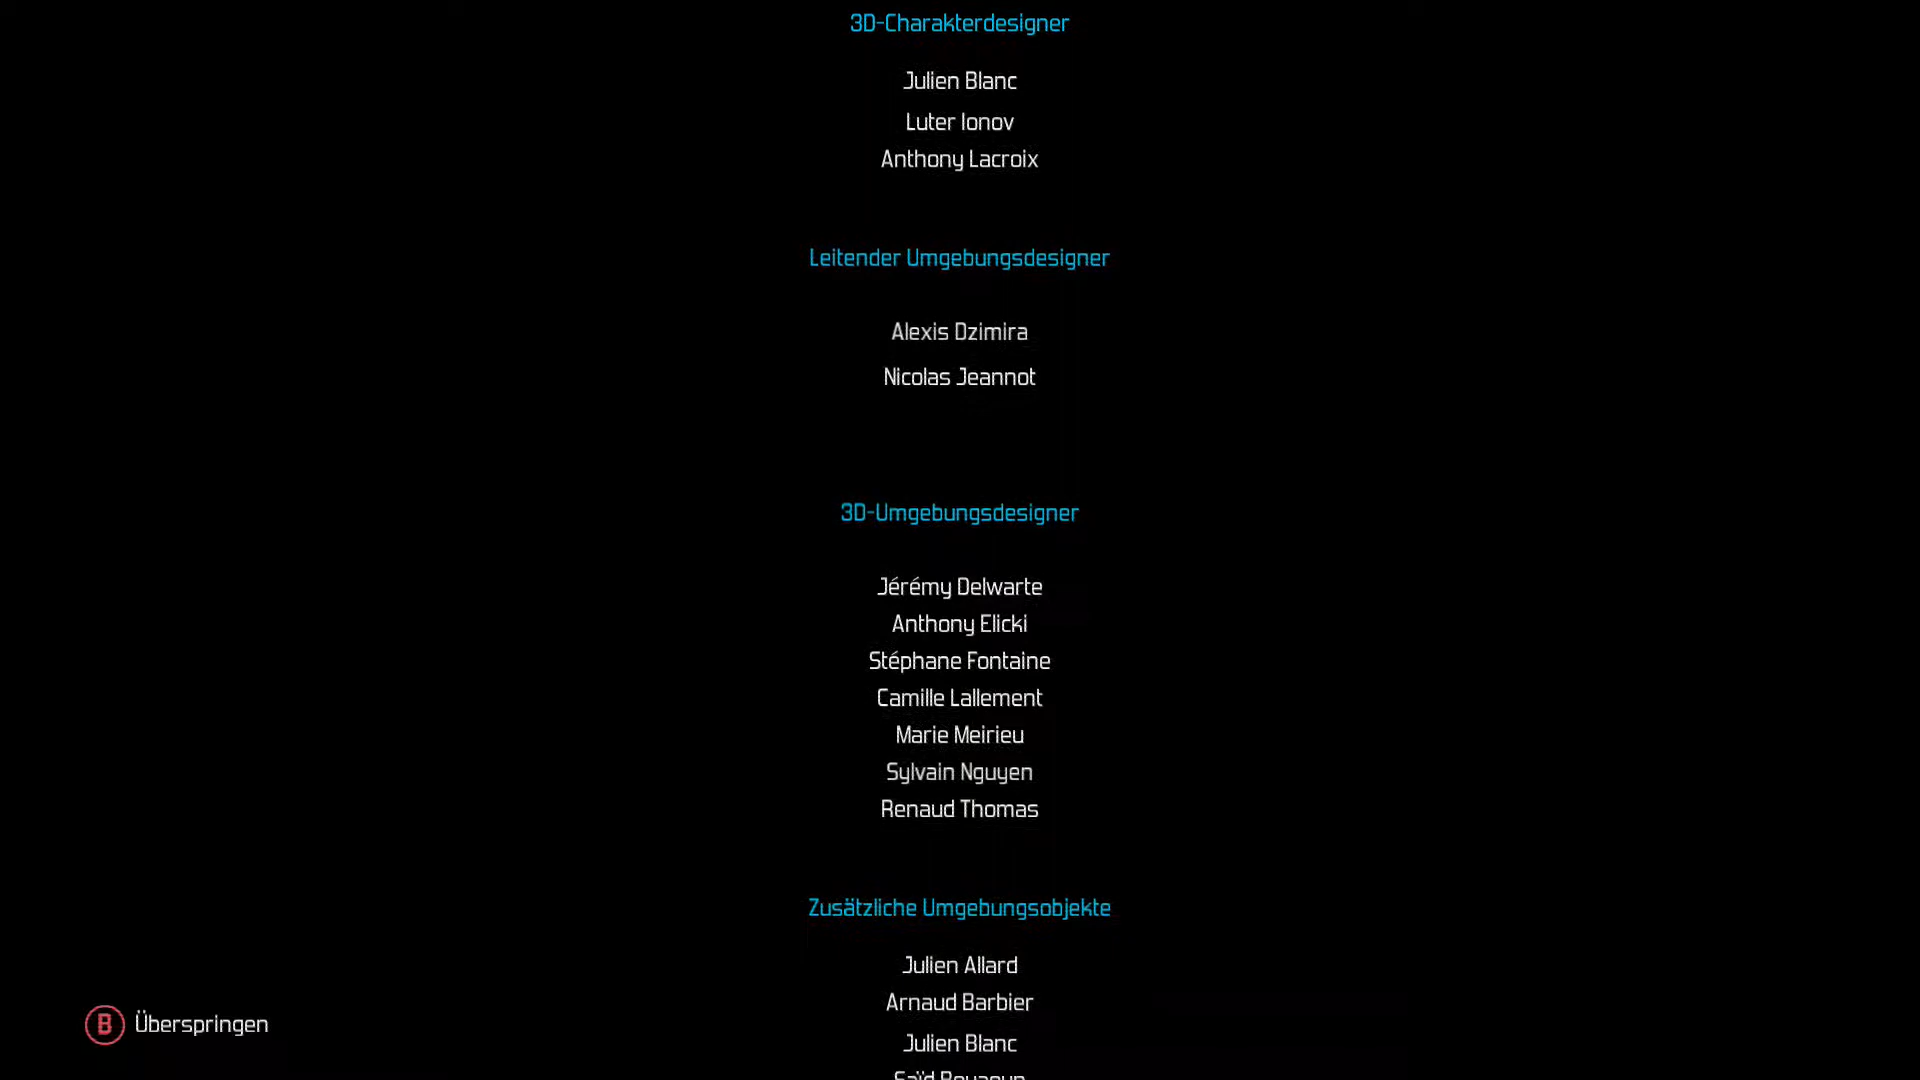 3D-Charakterdesigner
Julien Blanc
Luter Ionov
Anthony Lacroix
Leitender Umgebungsdesigner
Alexis Dzimira
Nicolas Jeannot
3D-Umgebungsdesigner
Jérémy Delwarte
Anthony Elicki
Stéphane Fontaine
Camille Lallement
Marie Meirieu
Sylvain Nguyen
Renaud Thomas
Zusätzliche Umgebungsobjekte
Julien Allard
Arnaud Barbier
Julien Blanc
Saïd
B Überspringen